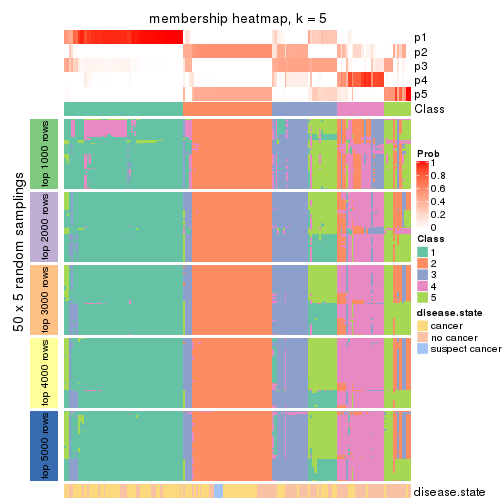 membership heatmap, k = 5
p1
p2
p3
p4
p5
Class
50 x 5 random samplings
top 1000 rows
top 2000 rows
top 3000 rows
top 4000 rows
top 5000 rows
Prob
1
0.8
0.6
0.4
0.2
0
Class
1
2
3
4
5
disease.state
cancer
no cancer
suspect cancer
disease.state